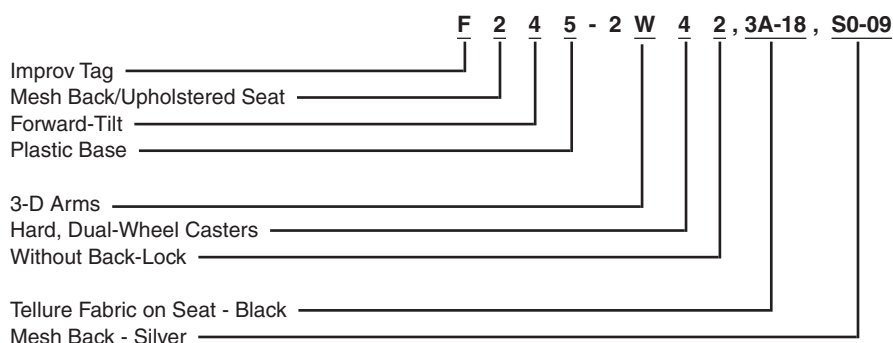 F 2 4 5 - 2 W 4 2 , 3A-18 , S0-09
Improv Tag
Mesh Back/Upholstered Seat
Forward-Tilt
Plastic Base
3-D Arms
Hard, Dual-Wheel Casters
Without Back-Lock
Tellure Fabric on Seat - Black
Mesh Back - Silver